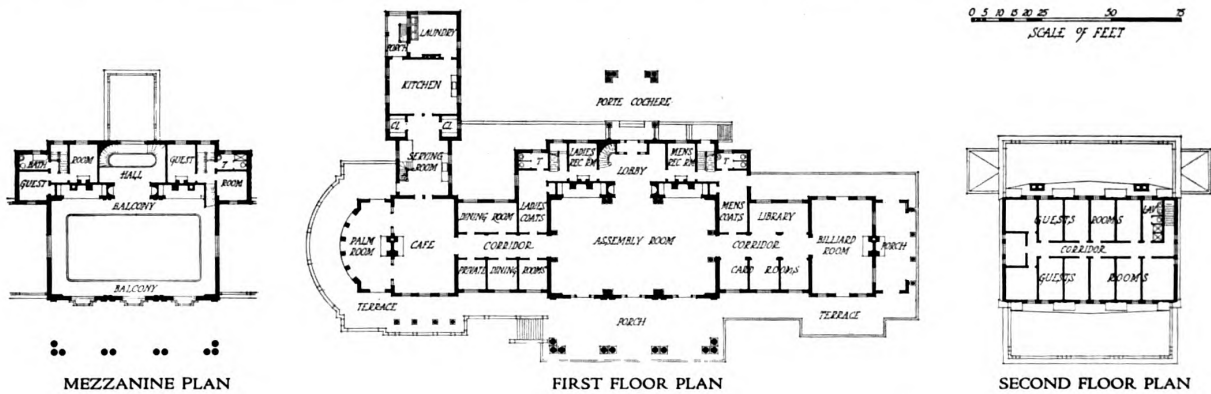 0 5 10 15 20 25 50 75
SCALE OF FEET
BATH
ROOM
GUEST
T
GUEST
HALL
ROOM
BALCONY
BALCONY
MEZZANINE PLAN
PORCH
LAUNDRY
KITCHEN
CL
CL
SERVING
ROOM
PORTE COCHERE
T
LADIES
REC RM
LOBBY
MENS
REC RM
T
PALM
ROOM
CAFE
DINING ROOM
LADIES
COATS
CORRIDOR
PRIVATE DINING ROOMS
ASSEMBLY ROOM
MENS
COATS
LIBRARY
CORRIDOR
CARD ROOMS
BILLIARD
ROOM
PORCH
TERRACE
PORCH
TERRACE
FIRST FLOOR PLAN
GUESTS ROOMS
LAV
CORRIDOR
GUESTS ROOMS
SECOND FLOOR PLAN